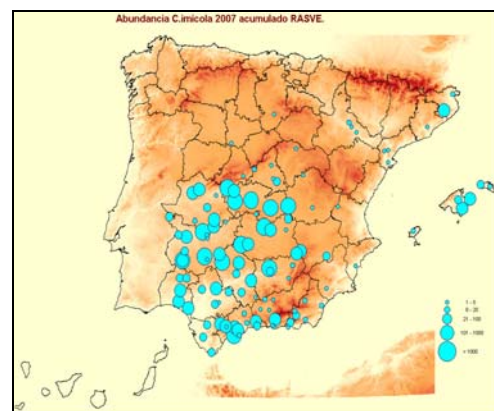 Abundancia C.imicola 2007 acumulado RASVE.
1 - 5
6 - 20
21 - 100
101 - 1000
> 1000